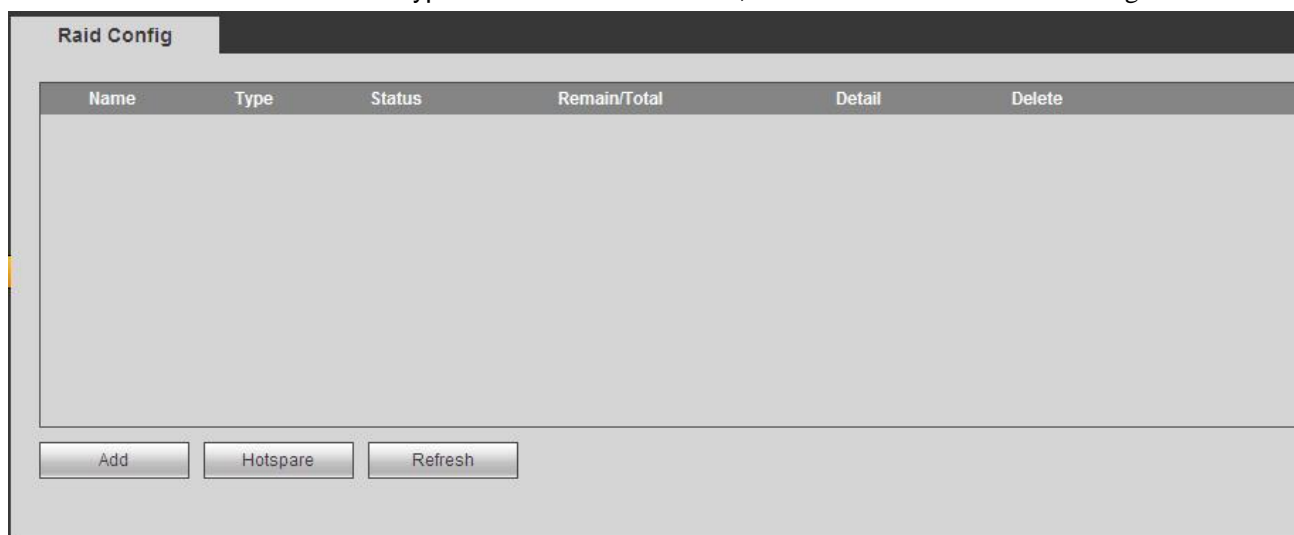 Raid Config
Name Type Status Remain/Total Detail Delete
Add Hotspare Refresh